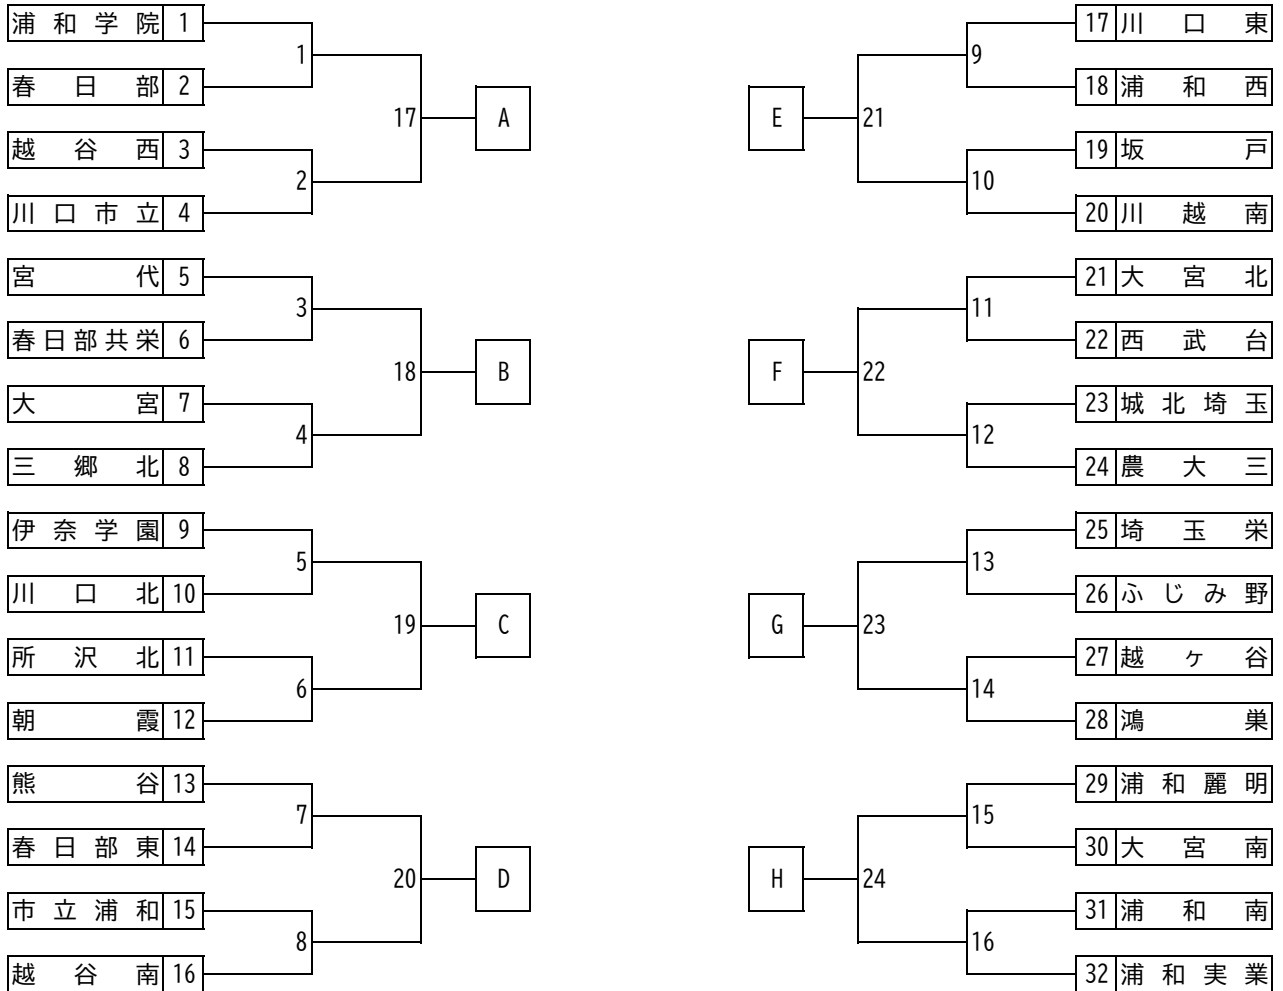 浦和学院 1
1
春日部 2
17 A
越谷西 3
2
川口市立 4
宮代 5
3
春日部共栄 6
18 B
大宮 7
4
三郷北 8
伊奈学園 9
5
川口北 10
19 C
所沢北 11
6
朝霞 12
熊谷 13
7
春日部東 14
20 D
市立浦和 15
8
越谷南 16
17 川口東
9
18 浦和西
E 21
19 坂戸
10
20 川越南
21 大宮北
11
22 西武台
F 22
23 城北埼玉
12
24 農大三
25 埼玉栄
13
26 ふじみ野
G 23
27 越ヶ谷
14
28 鴻巣
29 浦和麗明
15
30 大宮南
H 24
31 浦和南
16
32 浦和実業